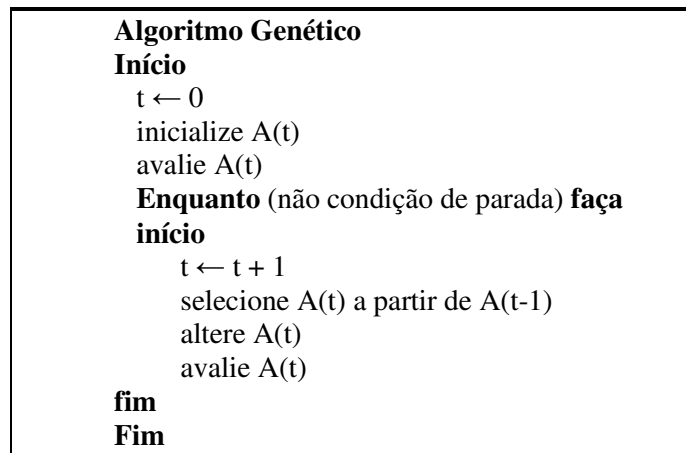 Algoritmo Genético
Início
t ← 0
inicialize A(t)
avalie A(t)
Enquanto (não condição de parada) faça
início
t ← t + 1
selecione A(t) a partir de A(t-1)
altere A(t)
avalie A(t)
fim
Fim